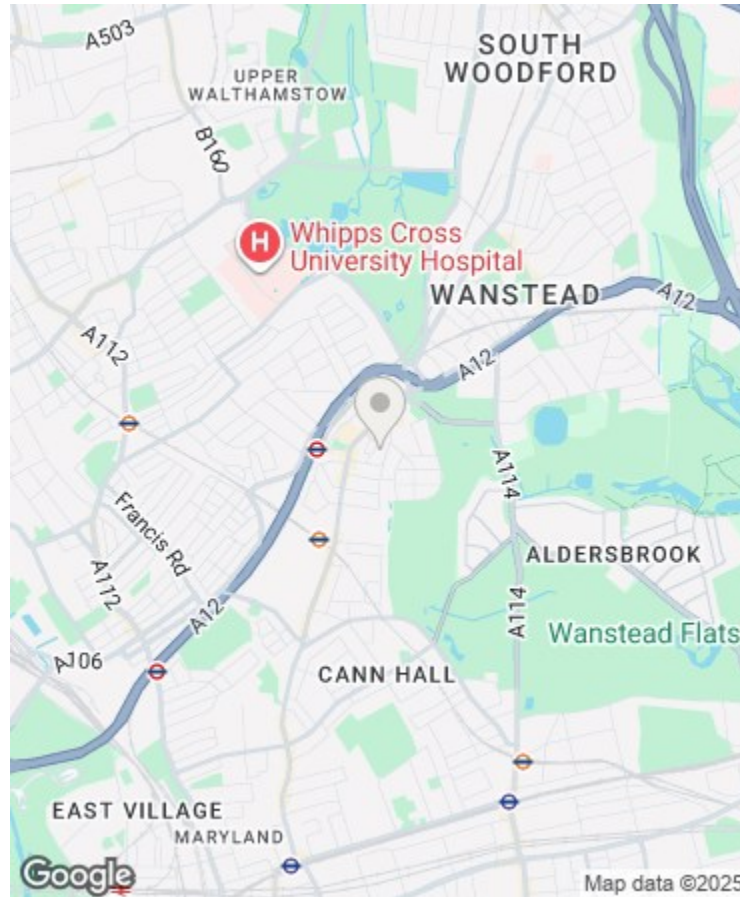 A503
SOUTH
WOODFORD
UPPER
WALTHAMSTOW
B160
H
Whipps Cross
University Hospital
WANSTEAD
A12
A112
A12
A114
Francis Rd
ALDERSBROOK
A112
A12
A114
Wanstead Flats
A106
CANN HALL
EAST VILLAGE
MARYLAND
Google
Map data ©2025